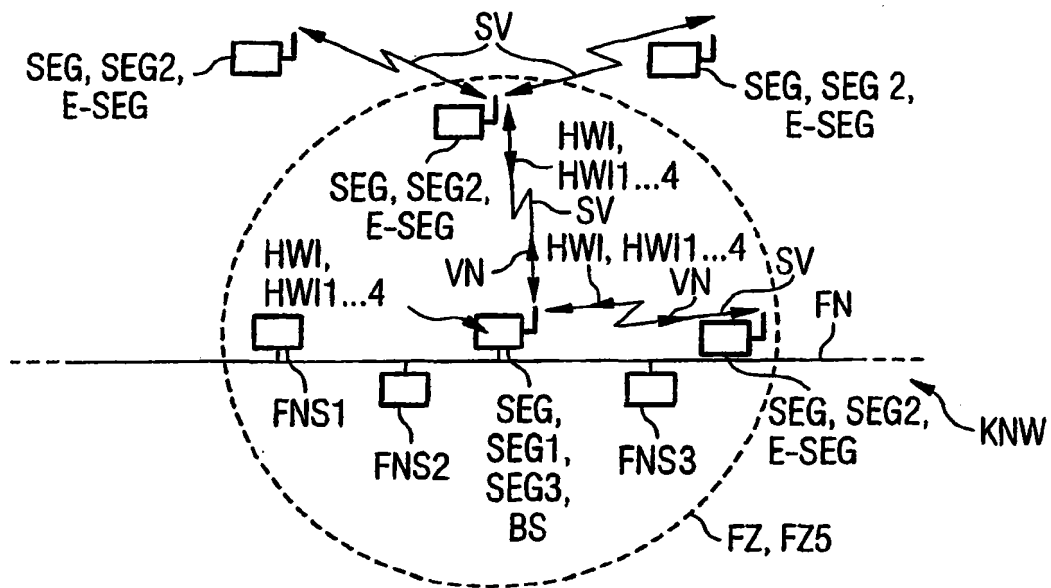 SV
SEG, SEG2,
E-SEG
SEG, SEG 2,
E-SEG
HWI,
HWI1...4
SEG, SEG2,
E-SEG
SV
HWI,
HWI1...4
VN
HWI, HWI1...4
VN
SV
FN
FNS1
FNS2
SEG,
SEG1,
SEG3,
BS
FNS3
SEG, SEG2,
E-SEG
KNW
FZ, FZ5